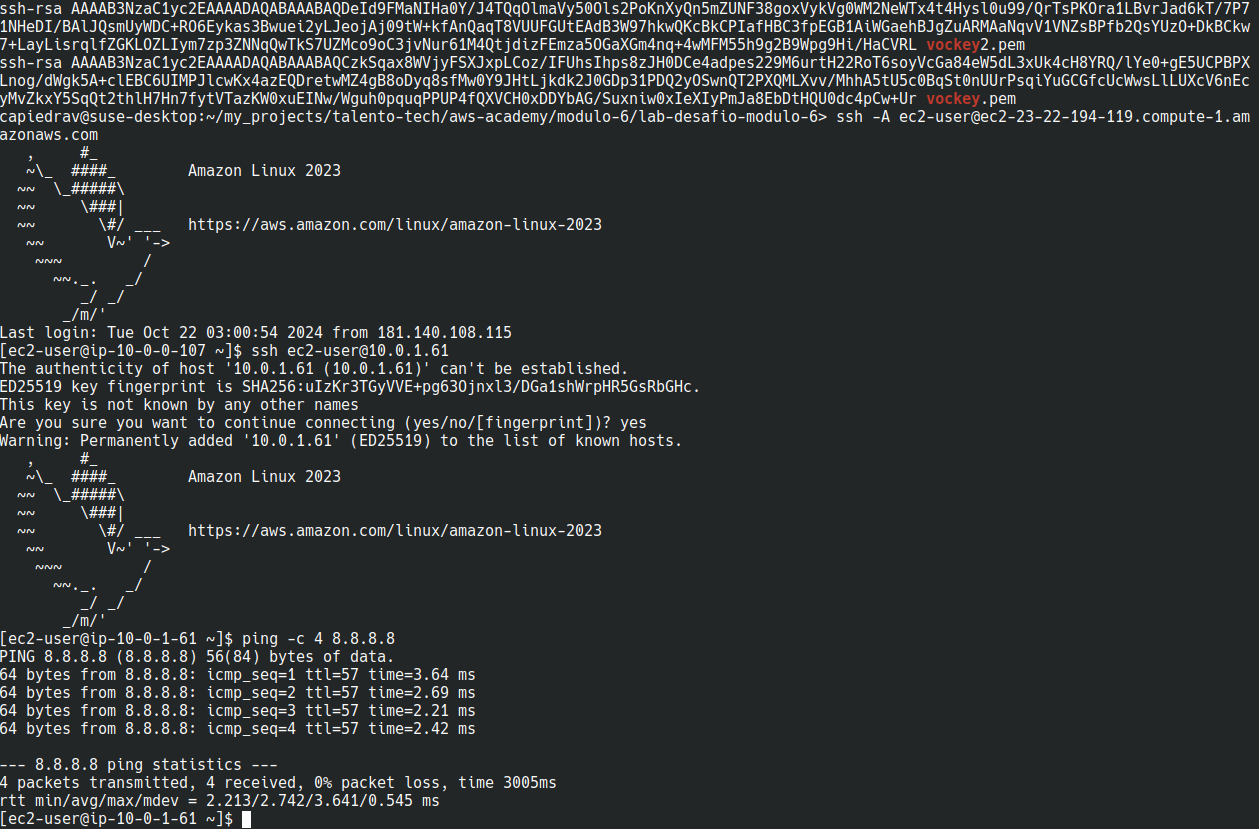 ssh-rsa AAAAB3NzaC1yc2EAAAADAQABAAABAQDeId9FMaNIHa0Y/J4TQqOlmaVy50Ols2PoKnXyQn5mZUNF38goxVykVg0WM2NeWTx4t4Hysl0u99/QrTsPKOra1LBvrJad6kT/7P7
1NHeDI/BAlJQsmUyWDC+RO6Eykas3Bwuei2yLJeojAj09tW+kfAnQaqT8VUUFGUtEAdB3W97hkwQKcBkCPIafHBC3fpEGB1AiWGaehBJgZuARMAaNqvV1VNZsBPfb2QsYUzO+DkBCkw
7+LayLisrqlfZGKLOZLIym7zp3ZNNqQwTkS7UZMco9oC3jvNur61M4QtjdizFEmza5OGaXGm4nq+4wMFM55h9g2B9Wpg9Hi/HaCVRL vockey2.pem
ssh-rsa AAAAB3NzaC1yc2EAAAADAQABAAABAQCzkSqax8WVjyFSXJxpLCoz/IFUhsIhps8zJH0DCe4adpes229M6urtH22RoT6soyVcGa84eW5dL3xUk4cH8YRQ/lYe0+gE5UCPBPX
Lnog/dWgk5A+clEBC6UIMPJlcwKx4azEQDretwMZ4gB8oDyq8sfMw0Y9JHtLjkdk2J0GDp31PDQ2yOSwnQT2PXQMLXvv/MhhA5tU5c0BqSt0nUUrPsqiYuGCGfcUcWwsLlLUXcV6nEc
yMvZkxY5SqQt2thlH7Hn7fytVTazKW0xuEINw/Wguh0pquqPPUP4fQXVCH0xDDYbAG/Suxniw0xIeXIyPmJa8EbDtHQU0dc4pCw+Ur vockey.pem
capiedrav@suse-desktop:~/my_projects/talento-tech/aws-academy/modulo-6/lab-desafio-modulo-6> ssh -A ec2-user@ec2-23-22-194-119.compute-1.am
azonaws.com
   ,     #_
   ~\_  ####_        Amazon Linux 2023
  ~~  \_#####\
  ~~     \###|
  ~~       \#/ ___   https://aws.amazon.com/linux/amazon-linux-2023
   ~~       V~' '->
    ~~~         /
      ~~._.   _/
         _/ _/
       _/m/'
Last login: Tue Oct 22 03:00:54 2024 from 181.140.108.115
[ec2-user@ip-10-0-0-107 ~]$ ssh ec2-user@10.0.1.61
The authenticity of host '10.0.1.61 (10.0.1.61)' can't be established.
ED25519 key fingerprint is SHA256:uIzKr3TGyVVE+pg63Ojnxl3/DGa1shWrpHR5GsRbGHc.
This key is not known by any other names
Are you sure you want to continue connecting (yes/no/[fingerprint])? yes
Warning: Permanently added '10.0.1.61' (ED25519) to the list of known hosts.
   ,     #_
   ~\_  ####_        Amazon Linux 2023
  ~~  \_#####\
  ~~     \###|
  ~~       \#/ ___   https://aws.amazon.com/linux/amazon-linux-2023
   ~~       V~' '->
    ~~~         /
      ~~._.   _/
         _/ _/
       _/m/'
[ec2-user@ip-10-0-1-61 ~]$ ping -c 4 8.8.8.8
PING 8.8.8.8 (8.8.8.8) 56(84) bytes of data.
64 bytes from 8.8.8.8: icmp_seq=1 ttl=57 time=3.64 ms
64 bytes from 8.8.8.8: icmp_seq=2 ttl=57 time=2.69 ms
64 bytes from 8.8.8.8: icmp_seq=3 ttl=57 time=2.21 ms
64 bytes from 8.8.8.8: icmp_seq=4 ttl=57 time=2.42 ms

--- 8.8.8.8 ping statistics ---
4 packets transmitted, 4 received, 0% packet loss, time 3005ms
rtt min/avg/max/mdev = 2.213/2.742/3.641/0.545 ms
[ec2-user@ip-10-0-1-61 ~]$